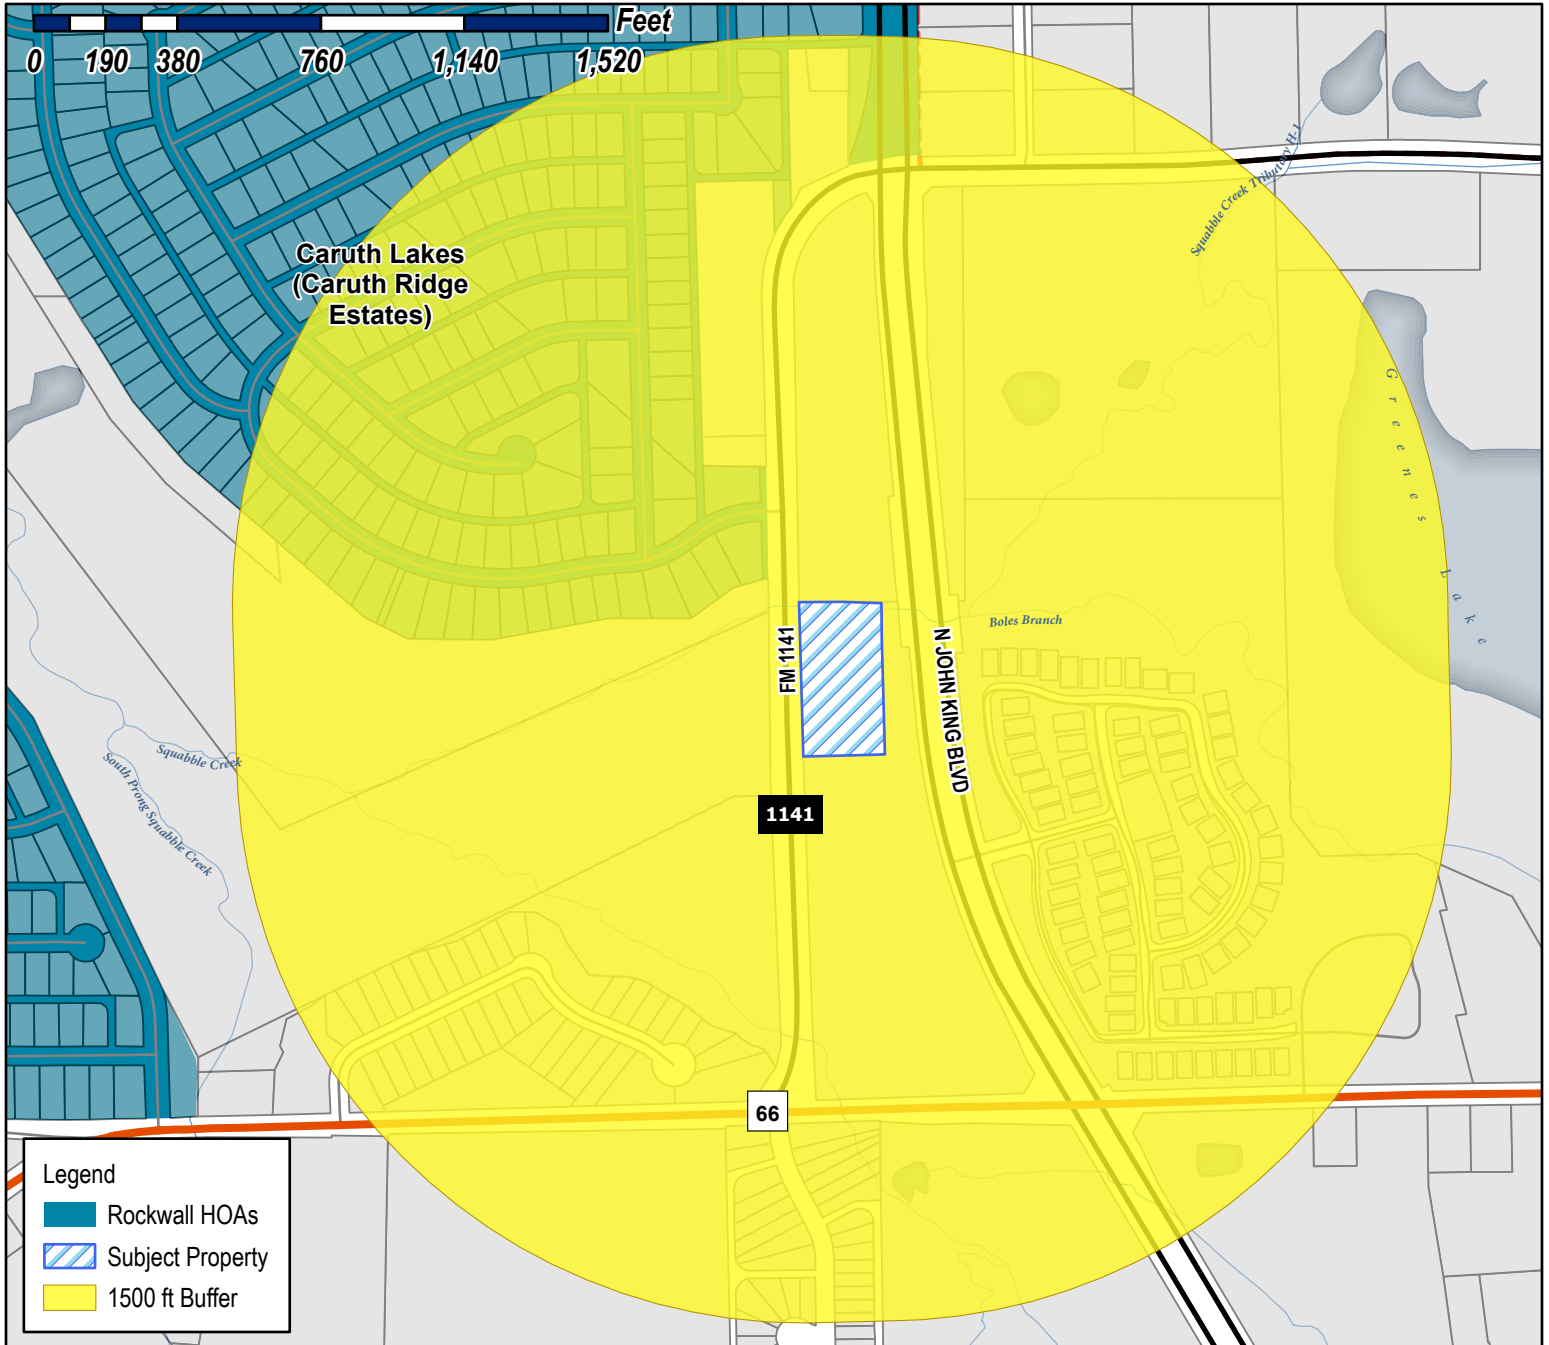 Feet
0 190 380 760 1,140 1,520
Squabble Creek Tributary H-1
Caruth Lakes
(Caruth Ridge
Estates)
Greenes Lake
Boles Branch
FM 1141
N JOHN KING BLVD
Squabble Creek
South Prong Squabble Creek
1141
66
Legend
Rockwall HOAs
Subject Property
1500 ft Buffer